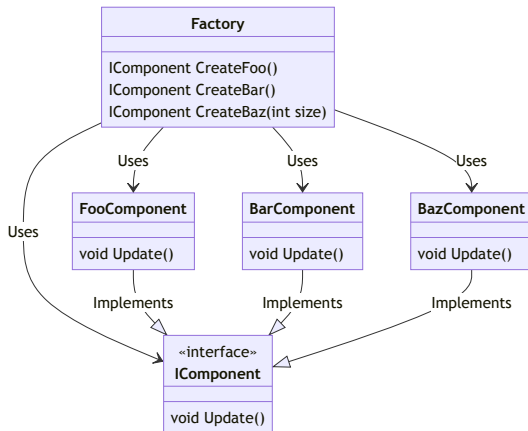 Factory
IComponent CreateFoo()
IComponent CreateBar()
IComponent CreateBaz(int size)
Uses
Uses
Uses
FooComponent
void Update()
BarComponent
void Update()
BazComponent
void Update()
Uses
Implements
Implements
Implements
«interface»
IComponent
void Update()